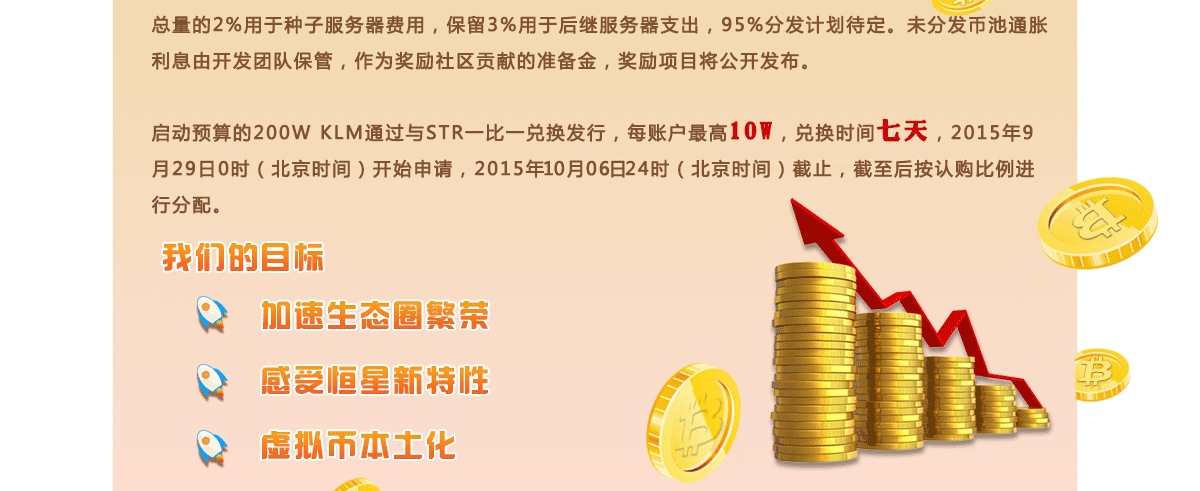 总量的2%用于种子服务器费用，保留3%用于后继服务器支出，95%分发计划待定。未分发币池通胀
利息由开发团队保管，作为奖励社区贡献的准备金，奖励项目将公开发布。
启动预算的200W KLM通过与STR一比一兑换发行，每账户最高10W，兑换时间七天，2015年9
月29日0时（北京时间）开始申请，2015年10月06日24时（北京时间）截止，截至后按认购比例进
行分配。
我们的目标
加速生态圈繁荣
感受恒星新特性
虚拟币本土化